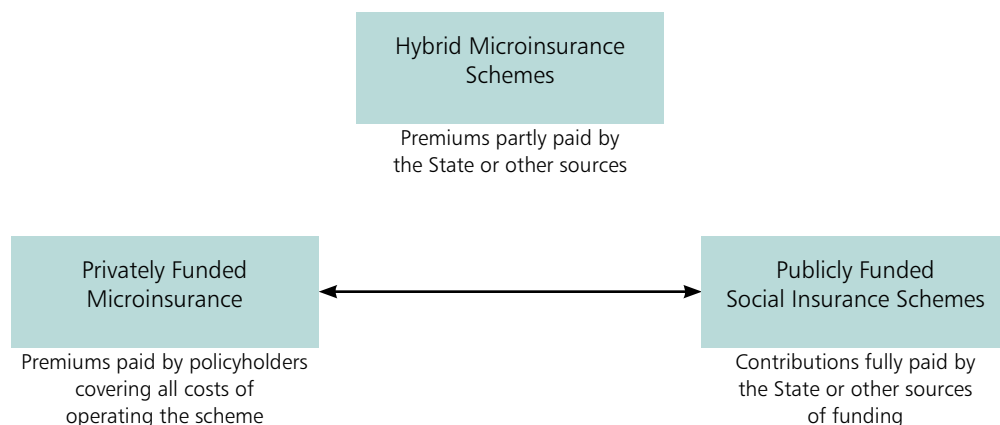 Hybrid Microinsurance
Schemes
Premiums partly paid by
the State or other sources
Privately Funded
Microinsurance
Premiums paid by policyholders
covering all costs of
operating the scheme
Publicly Funded
Social Insurance Schemes
Contributions fully paid by
the State or other sources
of funding